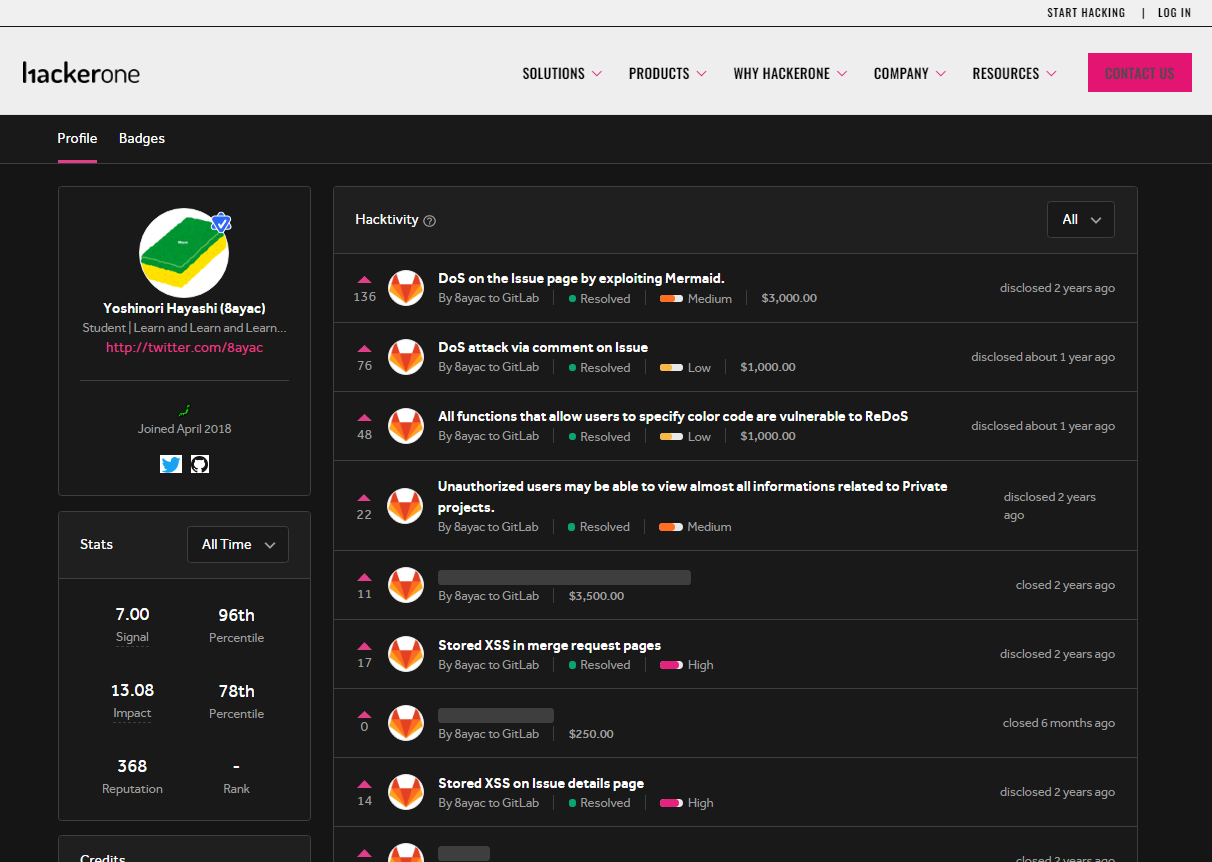 START HACKING | LOG IN
hackerone
SOLUTIONS PRODUCTS WHY HACKERONE COMPANY RESOURCES CONTACT US
Profile Badges
Yoshinori Hayashi (8ayac)
Student | Learn and Learn and Learn...
http://twitter.com/8ayac
Joined April 2018
Stats All Time
7.00 96th
Signal Percentile
13.08 78th
Impact Percentile
368 -
Reputation Rank
Credits
Hacktivity ? All
136
DoS on the Issue page by exploiting Mermaid.
By 8ayac to GitLab Resolved Medium $3,000.00
disclosed 2 years ago
76
DoS attack via comment on Issue
By 8ayac to GitLab Resolved Low $1,000.00
disclosed about 1 year ago
48
All functions that allow users to specify color code are vulnerable to ReDoS
By 8ayac to GitLab Resolved Low $1,000.00
disclosed about 1 year ago
22
Unauthorized users may be able to view almost all informations related to Private
projects.
By 8ayac to GitLab Resolved Medium
disclosed 2 years
ago
11
By 8ayac to GitLab $3,500.00
closed 2 years ago
17
Stored XSS in merge request pages
By 8ayac to GitLab Resolved High
disclosed 2 years ago
0
By 8ayac to GitLab $250.00
closed 6 months ago
14
Stored XSS on Issue details page
By 8ayac to GitLab Resolved High
disclosed 2 years ago
closed 2 years ago